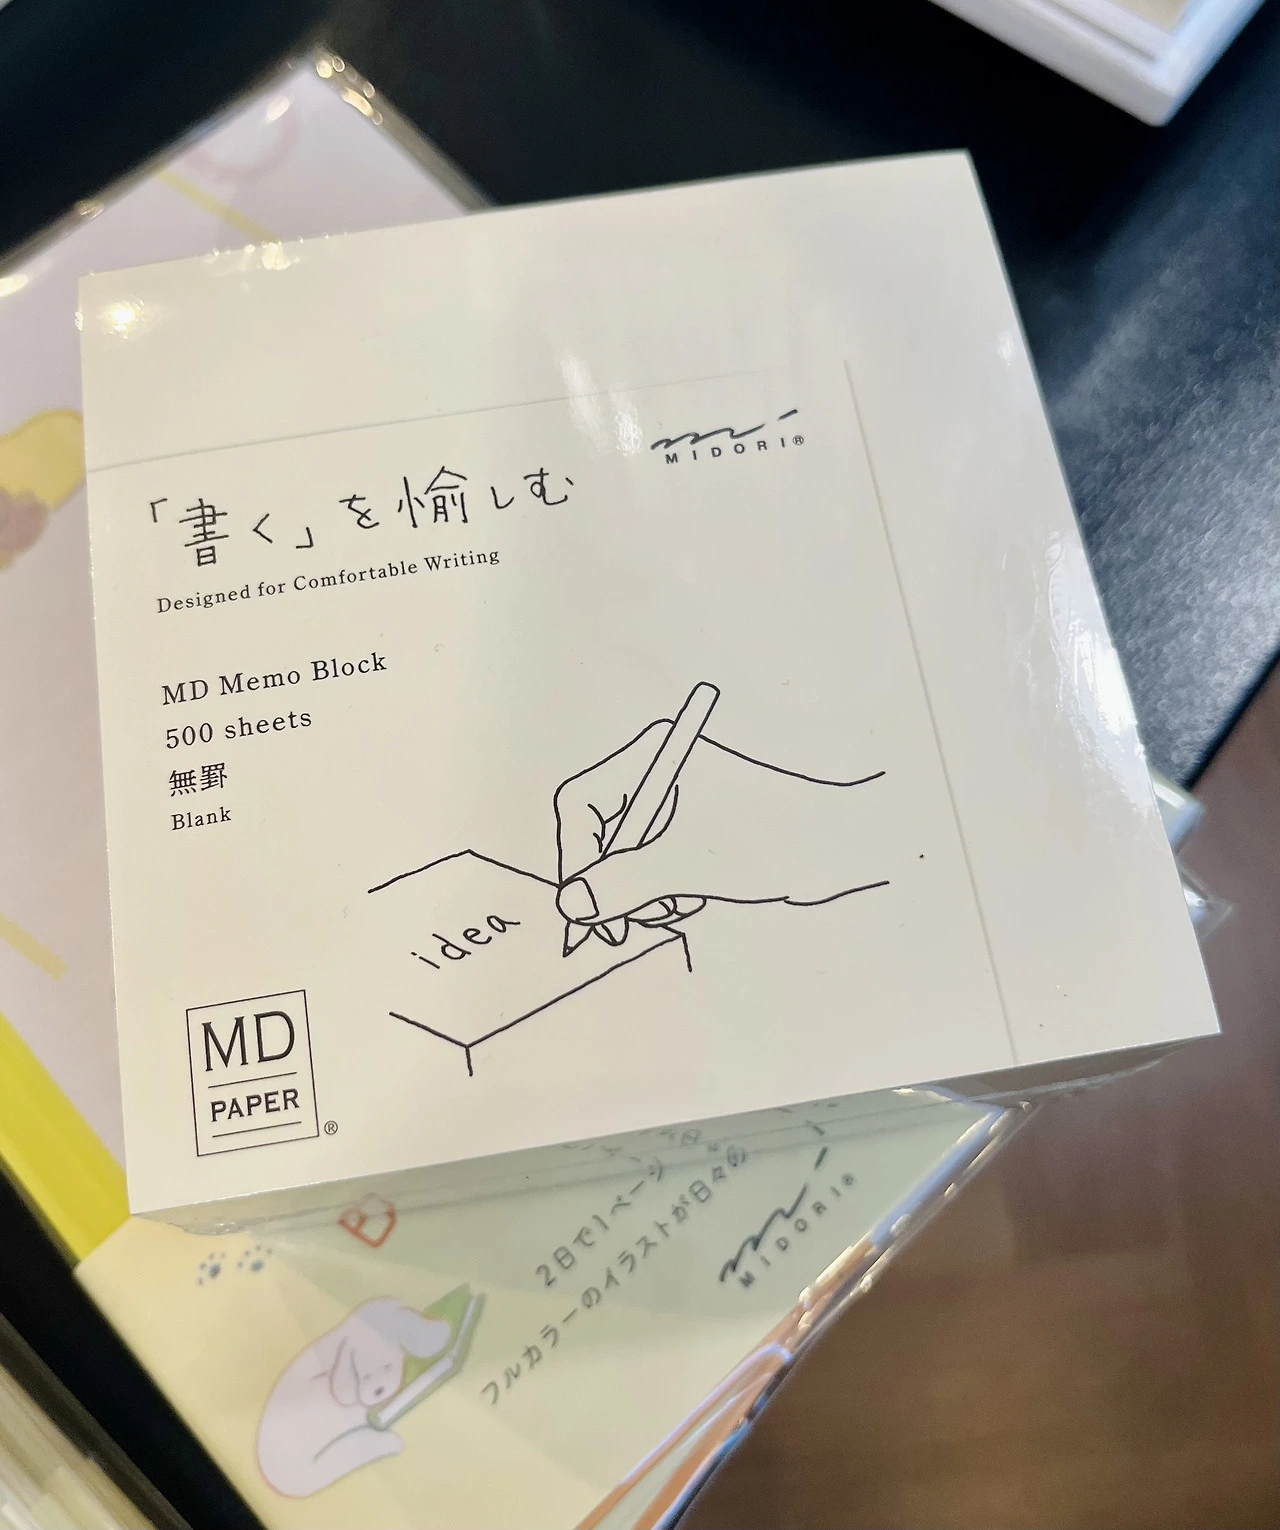 MIDORI®
「書く」を愉しむ
Designed for Comfortable Writing
MD Memo Block
500 sheets
無罫
Blank
idea
MD
PAPER
®
2日で1ページ
フルカラーのイラストが日々の
MIDORI®